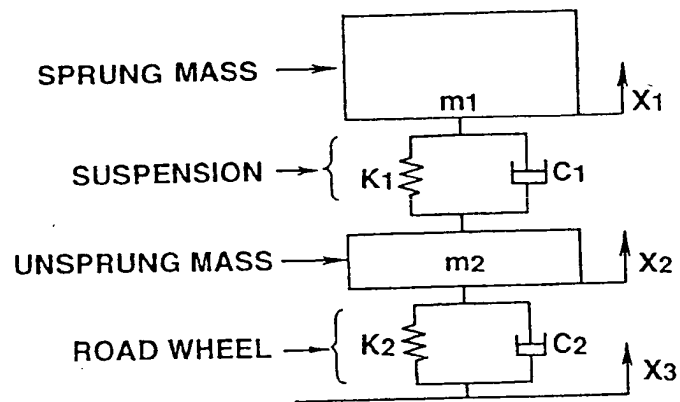 SPRUNG MASS
m1
X1
SUSPENSION
K1
C1
UNSPRUNG MASS
m2
X2
ROAD WHEEL
K2
C2
X3